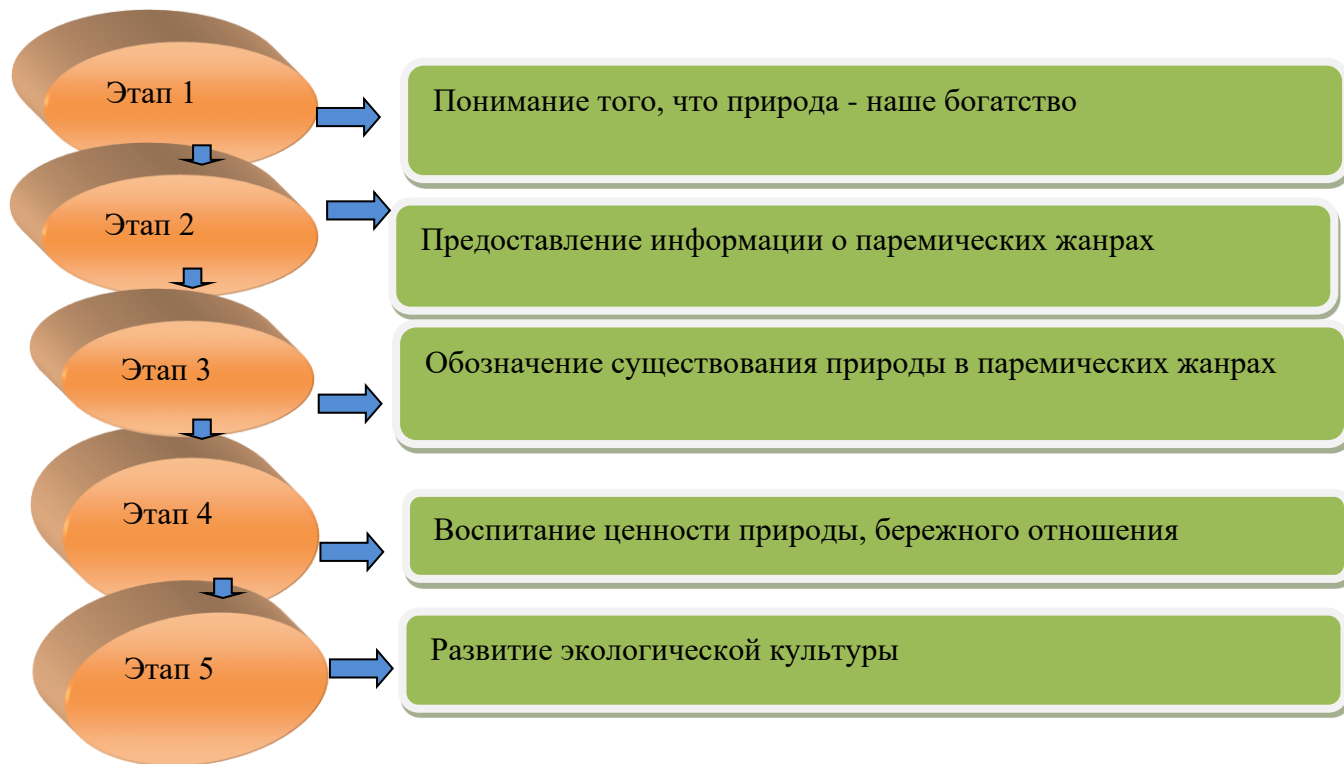 Этап 1
Понимание того, что природа - наше богатство
Этап 2
Предоставление информации о паремических жанрах
Этап 3
Обозначение существования природы в паремических жанрах
Этап 4
Воспитание ценности природы, бережного отношения
Этап 5
Развитие экологической культуры